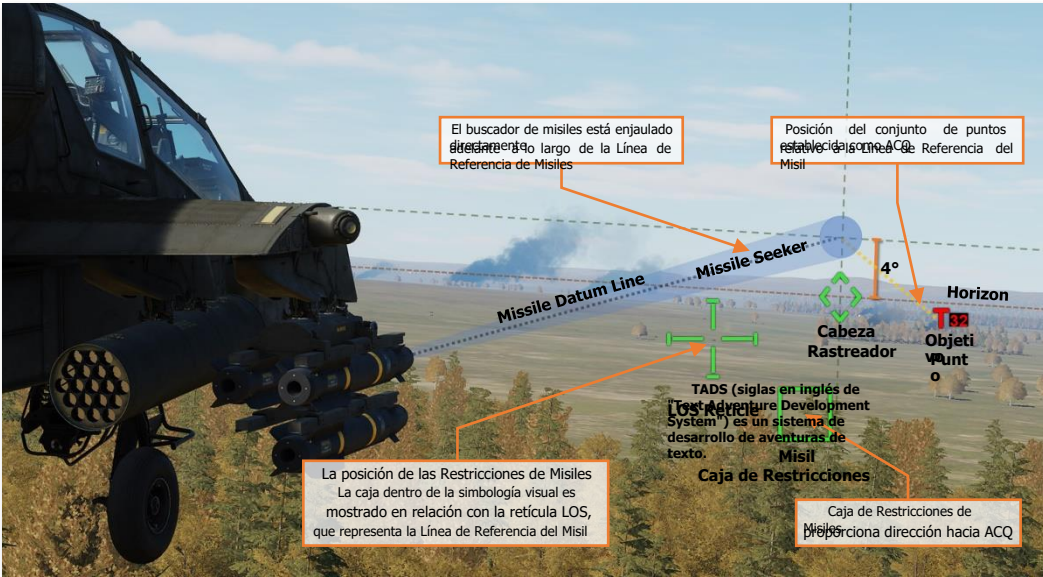 El buscador de misiles está enjaulado
directamente
adelante a lo largo de la Línea de
Referencia de Misiles
Posición del conjunto de puntos
establecida como ACQ
relativo a la Línea de Referencia del
Misil
Missile Seeker
Missile Datum Line
4°
Horizon
T 32
Cabeza
Rastreador
Objeti
vo
Punt
o
TADS (siglas en inglés de
"Text Adventure Development
System") es un sistema de
desarrollo de aventuras de
texto.
LOS Reticle
Misil
Caja de Restricciones
La posición de las Restricciones de Misiles
La caja dentro de la simbología visual es
mostrado en relación con la retícula LOS,
que representa la Línea de Referencia del Misil
Caja de Restricciones de
Misiles
proporciona dirección hacia ACQ